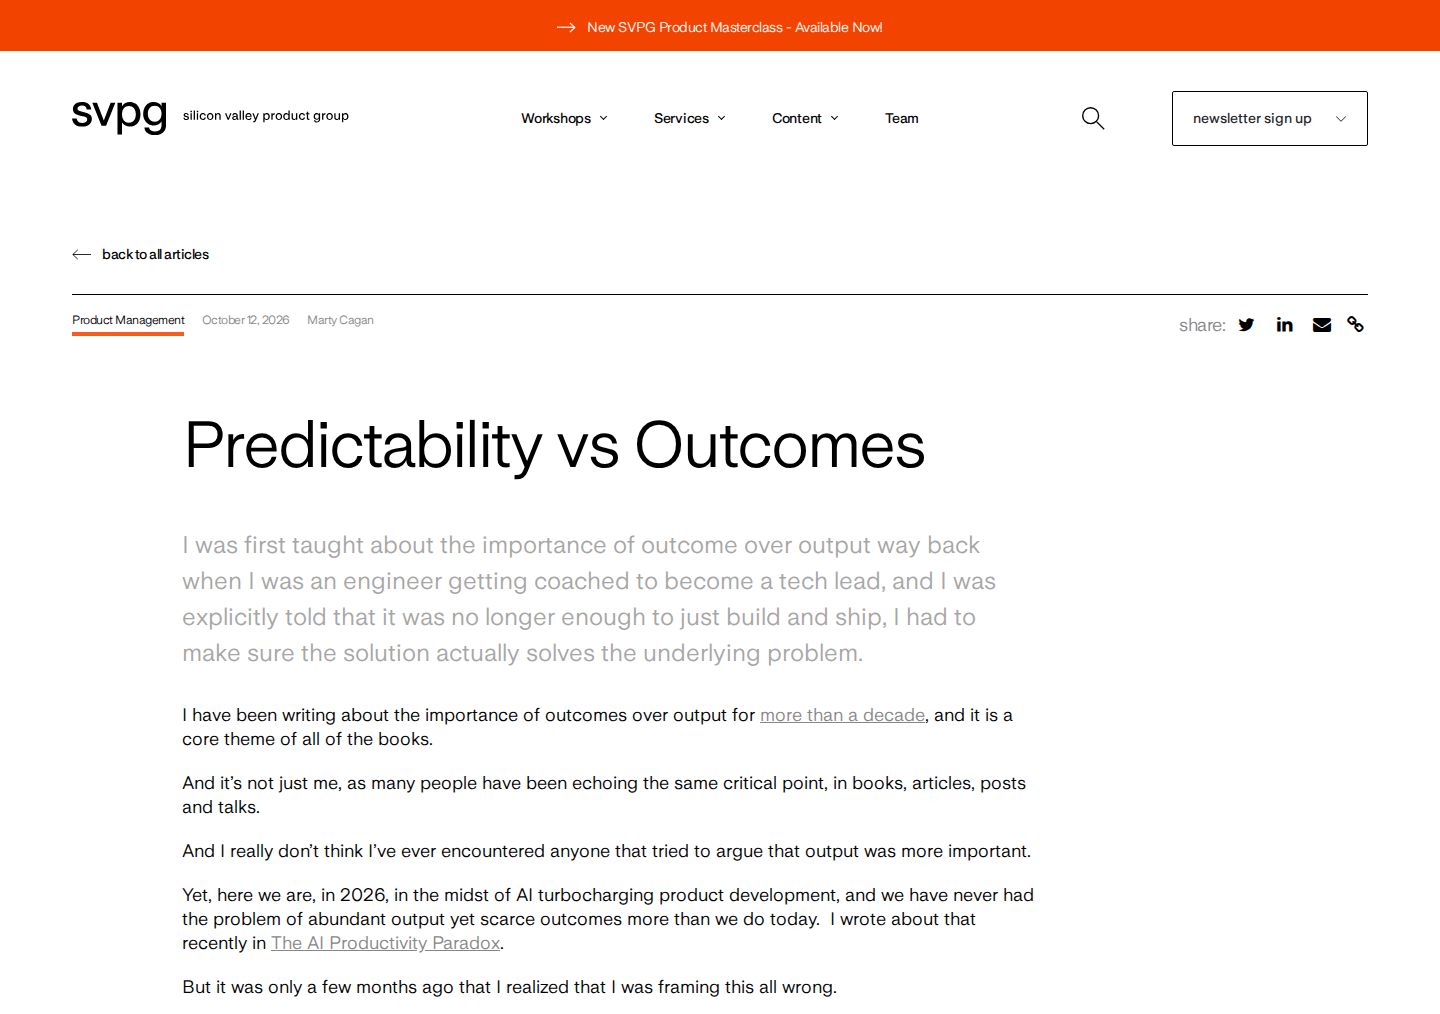 New SVPG Product Masterclass - Available Now!
svpg silicon valley product group
Workshops Services Content Team
newsletter sign up
back to all articles
Product Management October 12, 2026 Marty Cagan
share:
Predictability vs Outcomes
I was first taught about the importance of outcome over output way back
when I was an engineer getting coached to become a tech lead, and I was
explicitly told that it was no longer enough to just build and ship, I had to
make sure the solution actually solves the underlying problem.
I have been writing about the importance of outcomes over output for more than a decade, and it is a
core theme of all of the books.
And it’s not just me, as many people have been echoing the same critical point, in books, articles, posts
and talks.
And I really don’t think I’ve ever encountered anyone that tried to argue that output was more important.
Yet, here we are, in 2026, in the midst of AI turbocharging product development, and we have never had
the problem of abundant output yet scarce outcomes more than we do today.  I wrote about that
recently in The AI Productivity Paradox.
But it was only a few months ago that I realized that I was framing this all wrong.